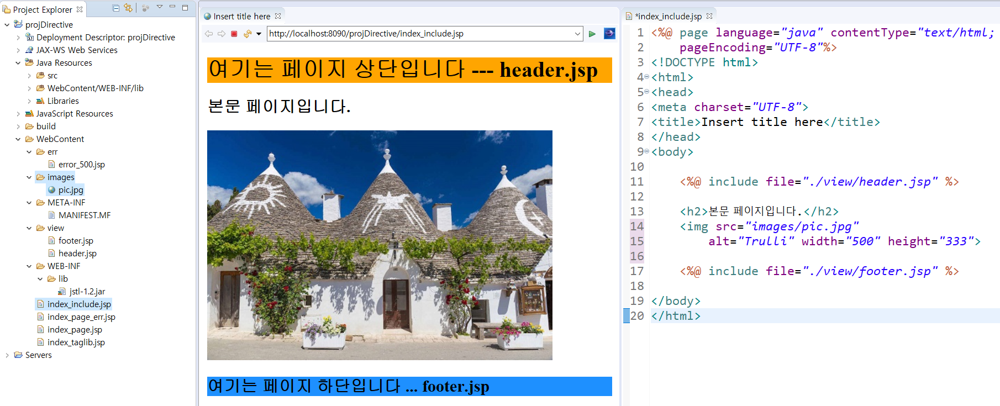 Project Explorer
projDirective
Deployment Descriptor: projDirective
JAX-WS Web Services
Java Resources
src
WebContent/WEB-INF/lib
Libraries
JavaScript Resources
build
WebContent
err
error_500.jsp
images
pic.jpg
META-INF
MANIFEST.MF
view
footer.jsp
header.jsp
WEB-INF
lib
jstl-1.2.jar
index_include.jsp
index_page_err.jsp
index_page.jsp
index_taglib.jsp
Servers
Insert title here
http://localhost:8090/projDirective/index_include.jsp
여기는 페이지 상단입니다 --- header.jsp
본문 페이지입니다.
여기는 페이지 하단입니다 ... footer.jsp
*index_include.jsp
1 <%@ page language="java" contentType="text/html;
2 pageEncoding="UTF-8"%>
3 <!DOCTYPE html>
4 <html>
5 <head>
6 <meta charset="UTF-8">
7 <title>Insert title here</title>
8 </head>
9 <body>
10
11 <%@ include file="./view/header.jsp" %>
12
13 <h2>본문 페이지입니다.</h2>
14 <img src="images/pic.jpg"
15 alt="Trulli" width="500" height="333">
16
17 <%@ include file="./view/footer.jsp" %>
18
19 </body>
20 </html>